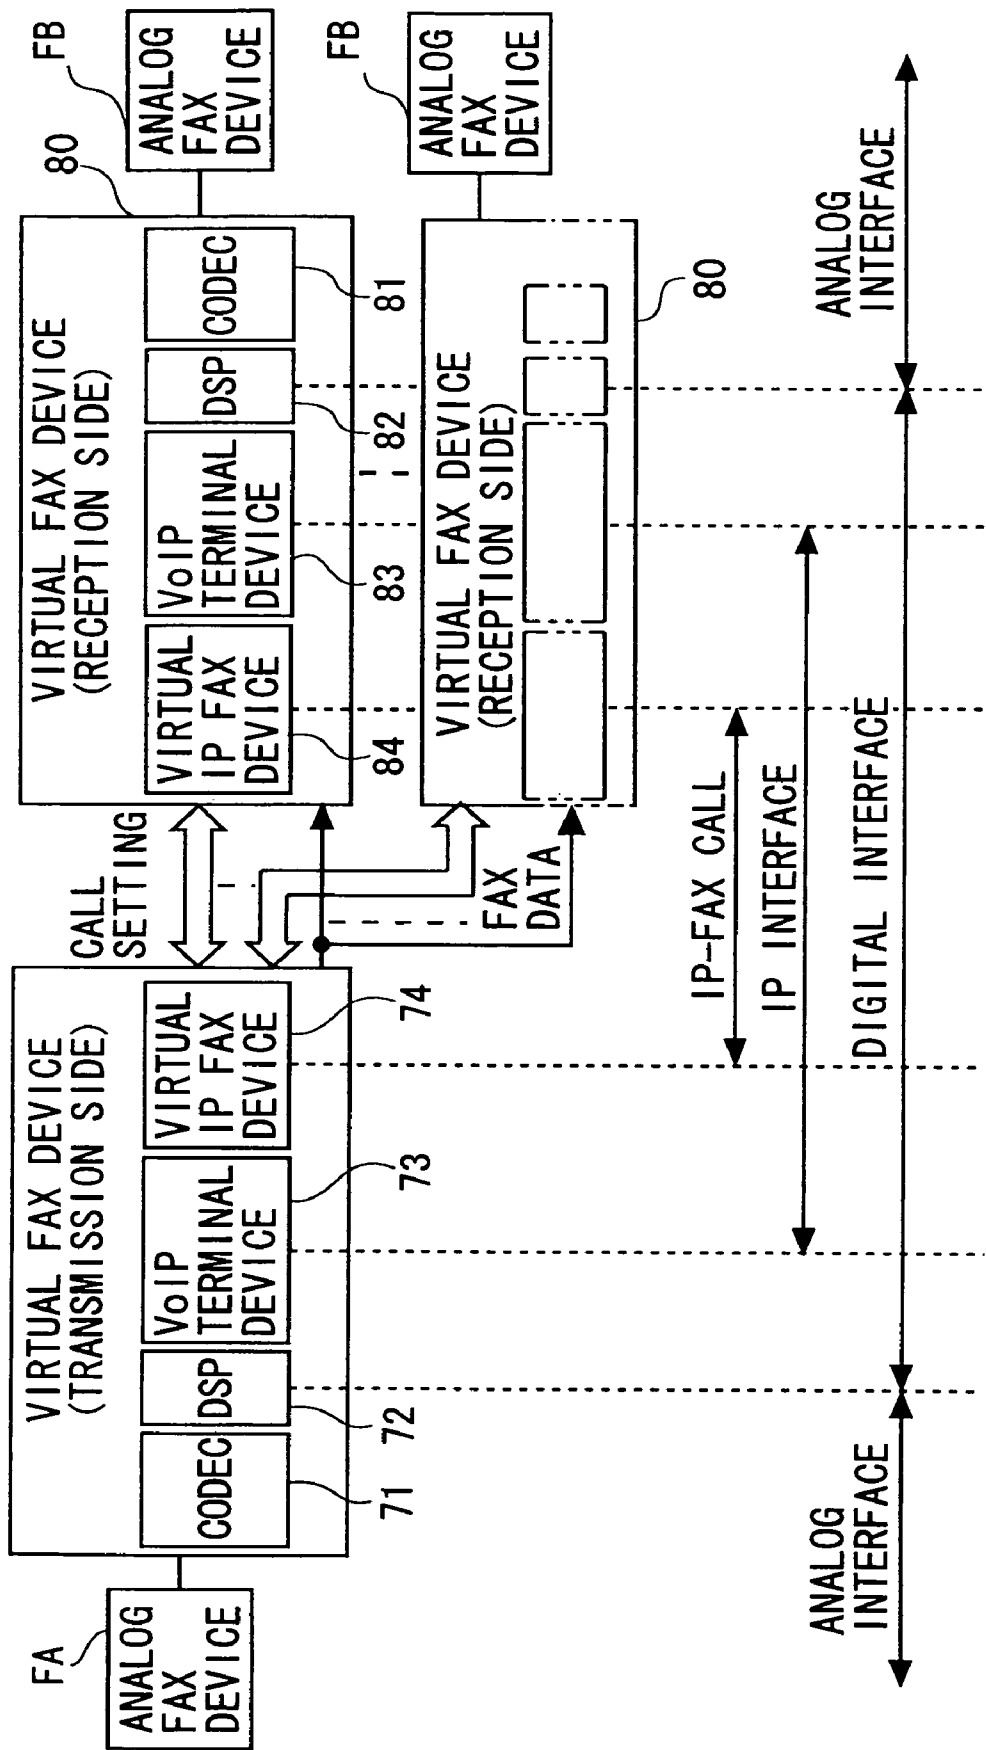 FA
ANALOG
FAX
DEVICE
VIRTUAL FAX DEVICE
(TRANSMISSION SIDE)
CODEC
DSP
VoIP
TERMINAL
DEVICE
VIRTUAL
IP FAX
DEVICE
71
72
73
74
CALL
SETTING
FAX
DATA
VIRTUAL FAX DEVICE
(RECEPTION SIDE)
80
VIRTUAL
IP FAX
DEVICE
VoIP
TERMINAL
DEVICE
DSP
CODEC
84
83
82
81
FB
ANALOG
FAX
DEVICE
VIRTUAL FAX DEVICE
(RECEPTION SIDE)
80
FB
ANALOG
FAX
DEVICE
IP-FAX CALL
IP INTERFACE
DIGITAL INTERFACE
ANALOG
INTERFACE
ANALOG
INTERFACE